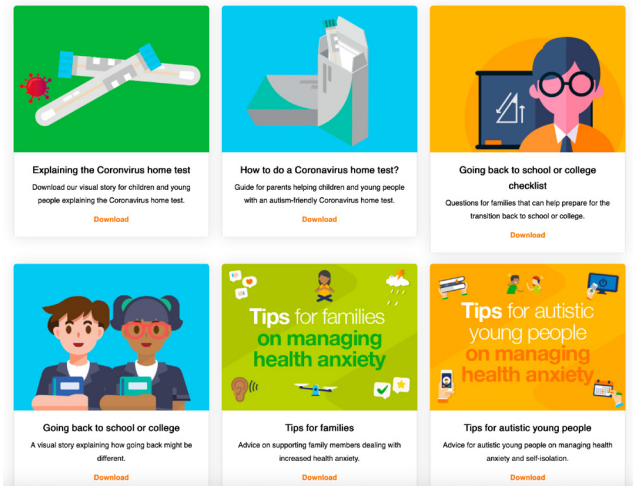 Explaining the Coronvirus home test
Download our visual story for children and young
people explaining the Coronavirus home test.
Download
How to do a Coronavirus home test?
Guide for parents helping children and young people
with an autism-friendly Coronavirus home test.
Download
Going back to school or college
checklist
Questions for families that can help prepare for the
transition back to school or college.
Download
Going back to school or college
A visual story explaining how going back might be
different.
Download
Tips for families
on managing
health anxiety
Tips for families
Advice on supporting family members dealing with
increased health anxiety.
Download
Tips for autistic
young people
on managing
health anxiety
Tips for autistic young people
Advice for autistic young people on managing health
anxiety and self-isolation.
Download